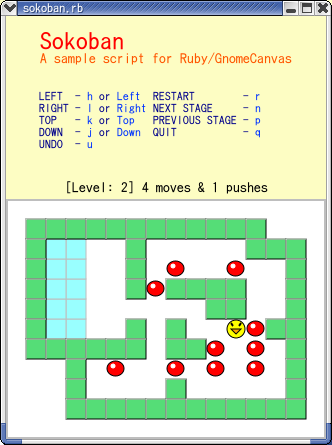 sokoban.rb
Sokoban
A sample script for Ruby/GnomeCanvas
LEFT - h or Left RESTART - r
RIGHT - l or Right NEXT STAGE - n
TOP - k or Top PREVIOUS STAGE - p
DOWN - j or Down QUIT - q
UNDO - u
[Level: 2] 4 moves & 1 pushes